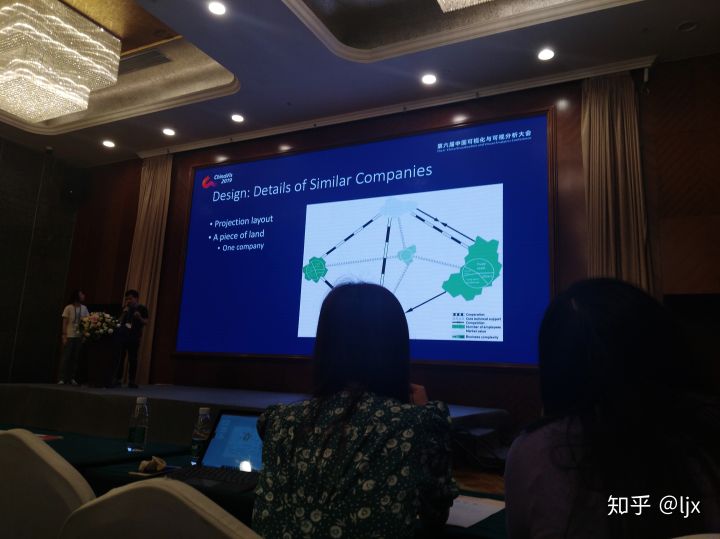 ChinaVis
2019
第六届中国可视化与可视分析大会
Design: Details of Similar Companies
• Projection layout
• A piece of land
• One company
Cooperation
Core technical support
Competition
Number of employees
Market value
Business complexity
知乎 @ljx